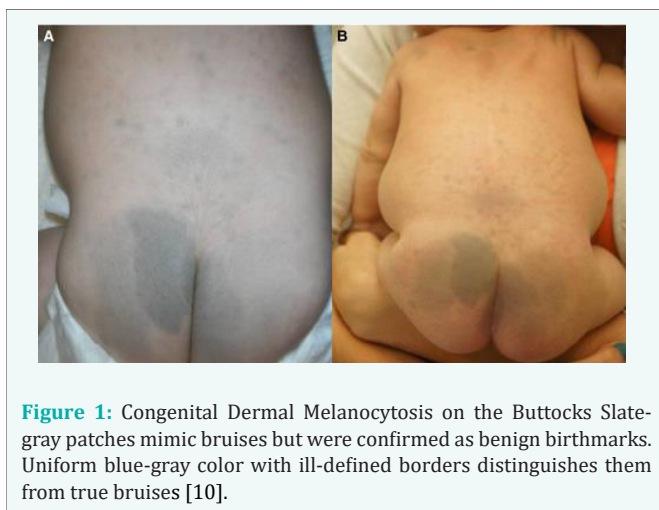 A
B
Figure 1: Congenital Dermal Melanocytosis on the Buttocks Slate-
gray patches mimic bruises but were confirmed as benign birthmarks.
Uniform blue-gray color with ill-defined borders distinguishes them
from true bruises [10].